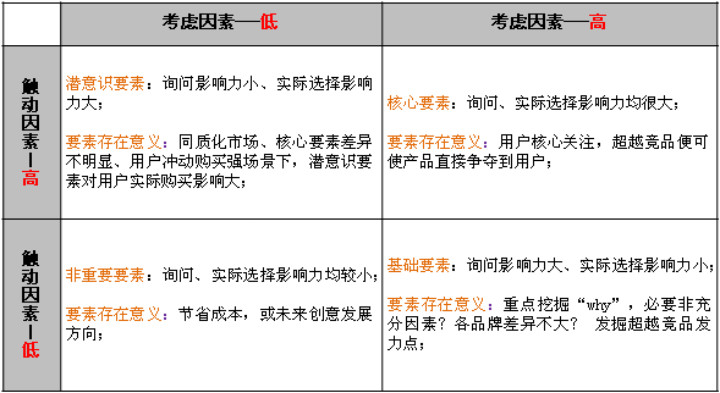 考虑因素—低
考虑因素—高
触动因素—高
潜意识要素：询问影响力小、实际选择影响
力大；
要素存在意义：同质化市场、核心要素差异
不明显、用户冲动购买强场景下，潜意识要
素对用户实际购买影响大；
核心要素：询问、实际选择影响力均很大；
要素存在意义：用户核心关注，超越竞品便可
使产品直接争夺到用户；
触动因素—低
非重要要素：询问、实际选择影响力均较小；
要素存在意义：节省成本，或未来创意发展
方向；
基础要素：询问影响力大、实际选择影响力小；
要素存在意义：重点挖掘“why”，必要非充
分因素？各品牌差异不大？ 发掘超越竞品发
力点；